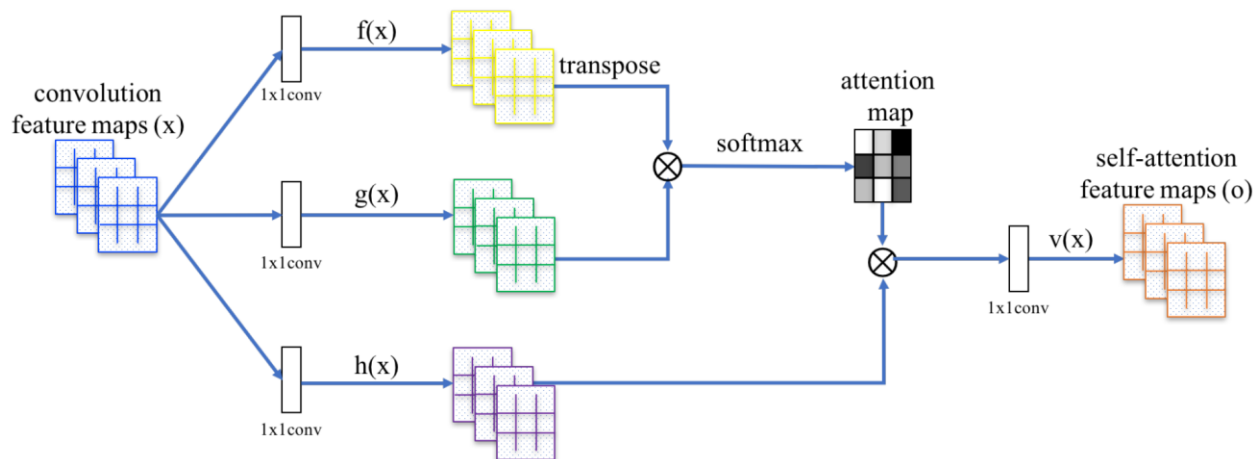 convolution
feature maps (x)
1x1conv
f(x)
transpose
1x1conv
g(x)
1x1conv
h(x)
softmax
attention
map
1x1conv
v(x)
self-attention
feature maps (o)